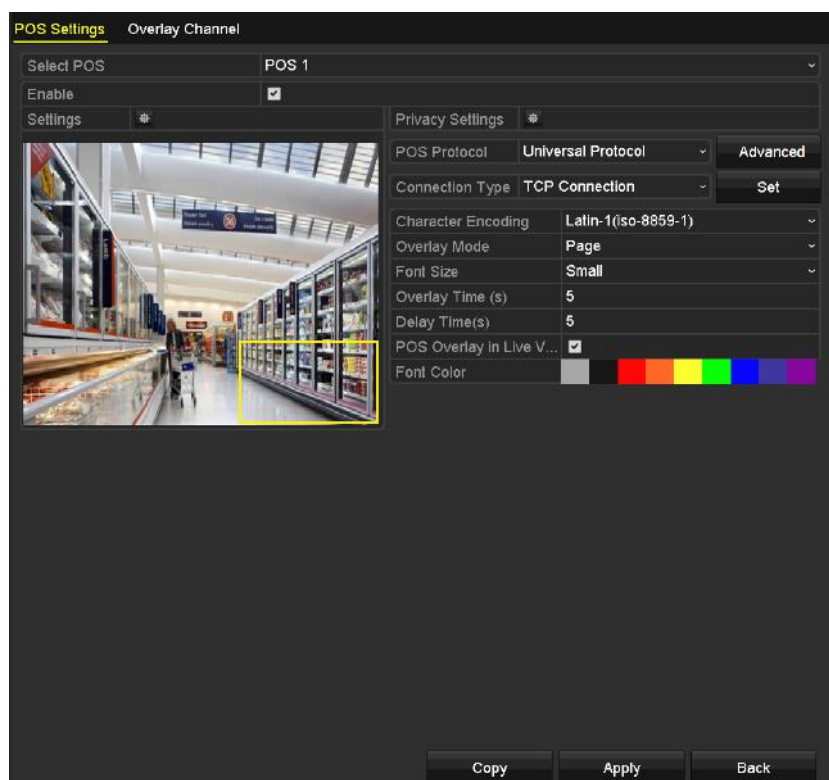 POS Settings Overlay Channel
Select POS POS 1
Enable
Settings Privacy Settings
POS Protocol Universal Protocol Advanced
Connection Type TCP Connection Set
Character Encoding Latin-1(iso-8859-1)
Overlay Mode Page
Font Size Small
Overlay Time (s) 5
Delay Time(s) 5
POS Overlay in Live V...
Font Color
Copy Apply Back